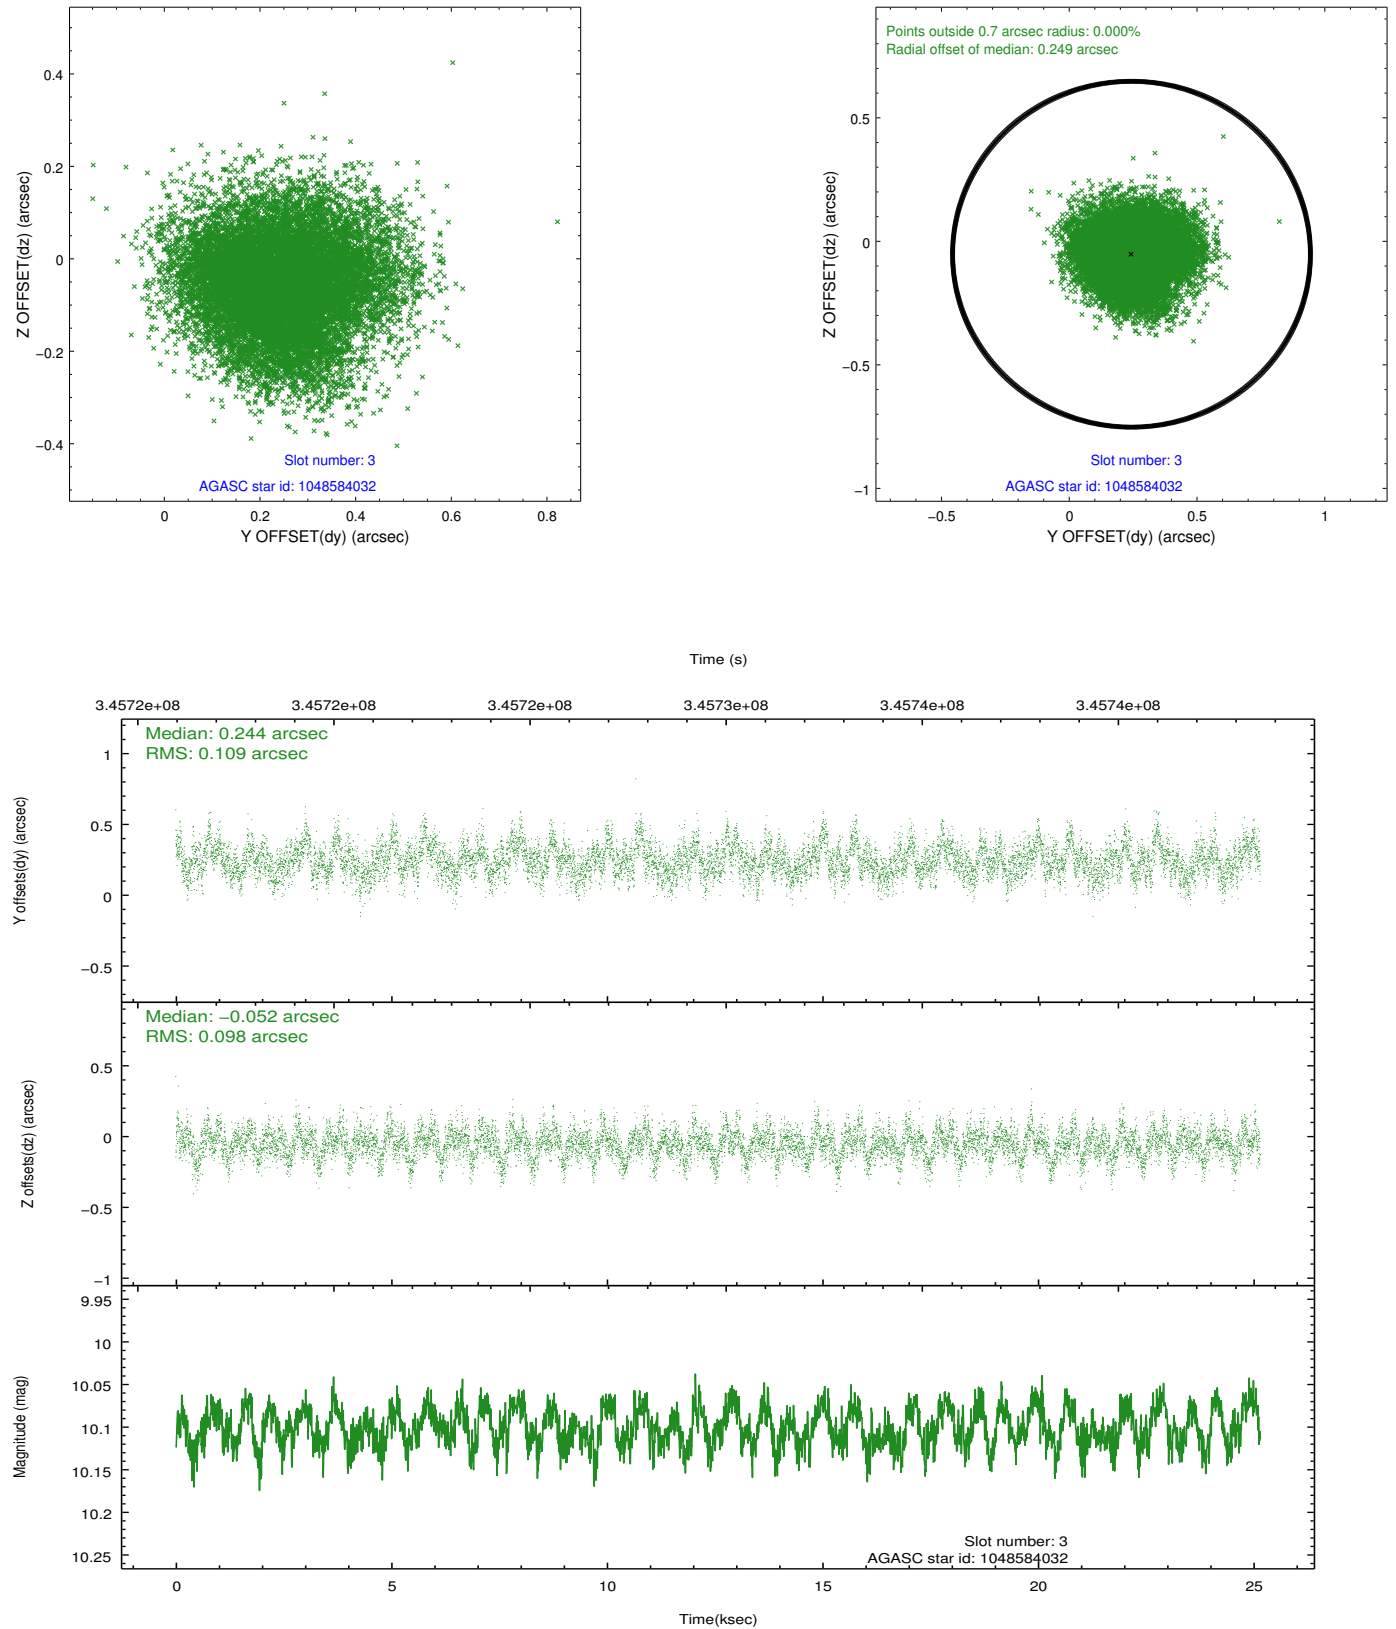 0.4
0.2
0
−0.2
−0.4
Z OFFSET(dz) (arcsec)
Slot number: 3
AGASC star id: 1048584032
0 0.2 0.4 0.6 0.8
Y OFFSET(dy) (arcsec)
Points outside 0.7 arcsec radius: 0.000%
Radial offset of median: 0.249 arcsec
0.5
0
−0.5
−1
Z OFFSET(dz) (arcsec)
Slot number: 3
AGASC star id: 1048584032
−0.5 0 0.5 1
Y OFFSET(dy) (arcsec)
Time (s)
3.4572e+08 3.4572e+08 3.4572e+08 3.4573e+08 3.4574e+08 3.4574e+08
Median: 0.244 arcsec
RMS: 0.109 arcsec
1
0.5
0
−0.5
Y offsets(dy) (arcsec)
Median: −0.052 arcsec
RMS: 0.098 arcsec
0.5
0
−0.5
−1
Z offsets(dz) (arcsec)
9.95
10
10.05
10.1
10.15
10.2
10.25
Magnitude (mag)
Slot number: 3
AGASC star id: 1048584032
0 5 10 15 20 25
Time(ksec)